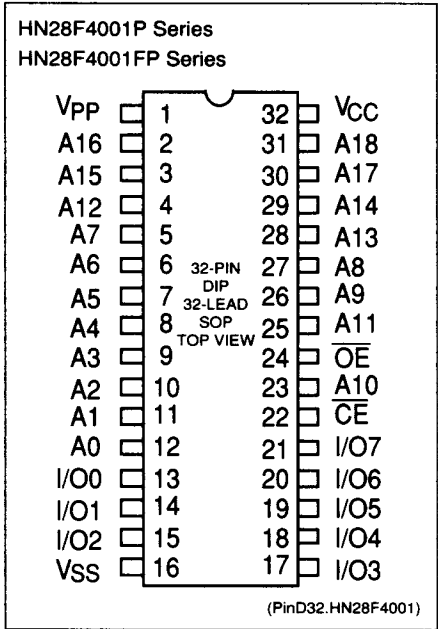 HN28F4001P Series
HN28F4001FP Series
VPP 1 32 VCC
A16 2 31 A18
A15 3 30 A17
A12 4 29 A14
A7 5 28 A13
A6 6 32-PIN 27 A8
DIP
A5 7 32-LEAD 26 A9
A4 8 SOP 25 A11
TOP VIEW
A3 9 24 OE
A2 10 23 A10
A1 11 22 CE
A0 12 21 I/O7
I/O0 13 20 I/O6
I/O1 14 19 I/O5
I/O2 15 18 I/O4
VSS 16 17 I/O3
(PinD32.HN28F4001)